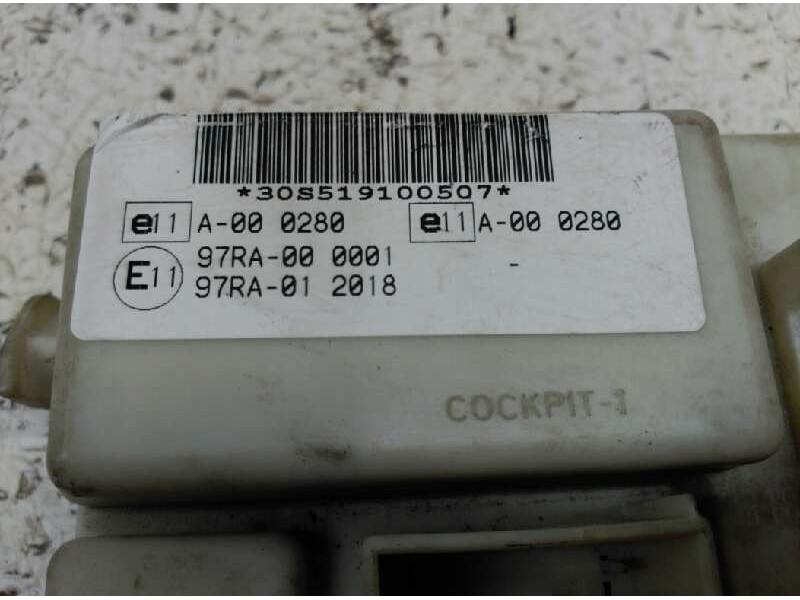 *30S519100507*
e11 A-00 0280 e11 A-00 0280
E11 97RA-00 0001 -
97RA-01 2018
COCKPIT-1